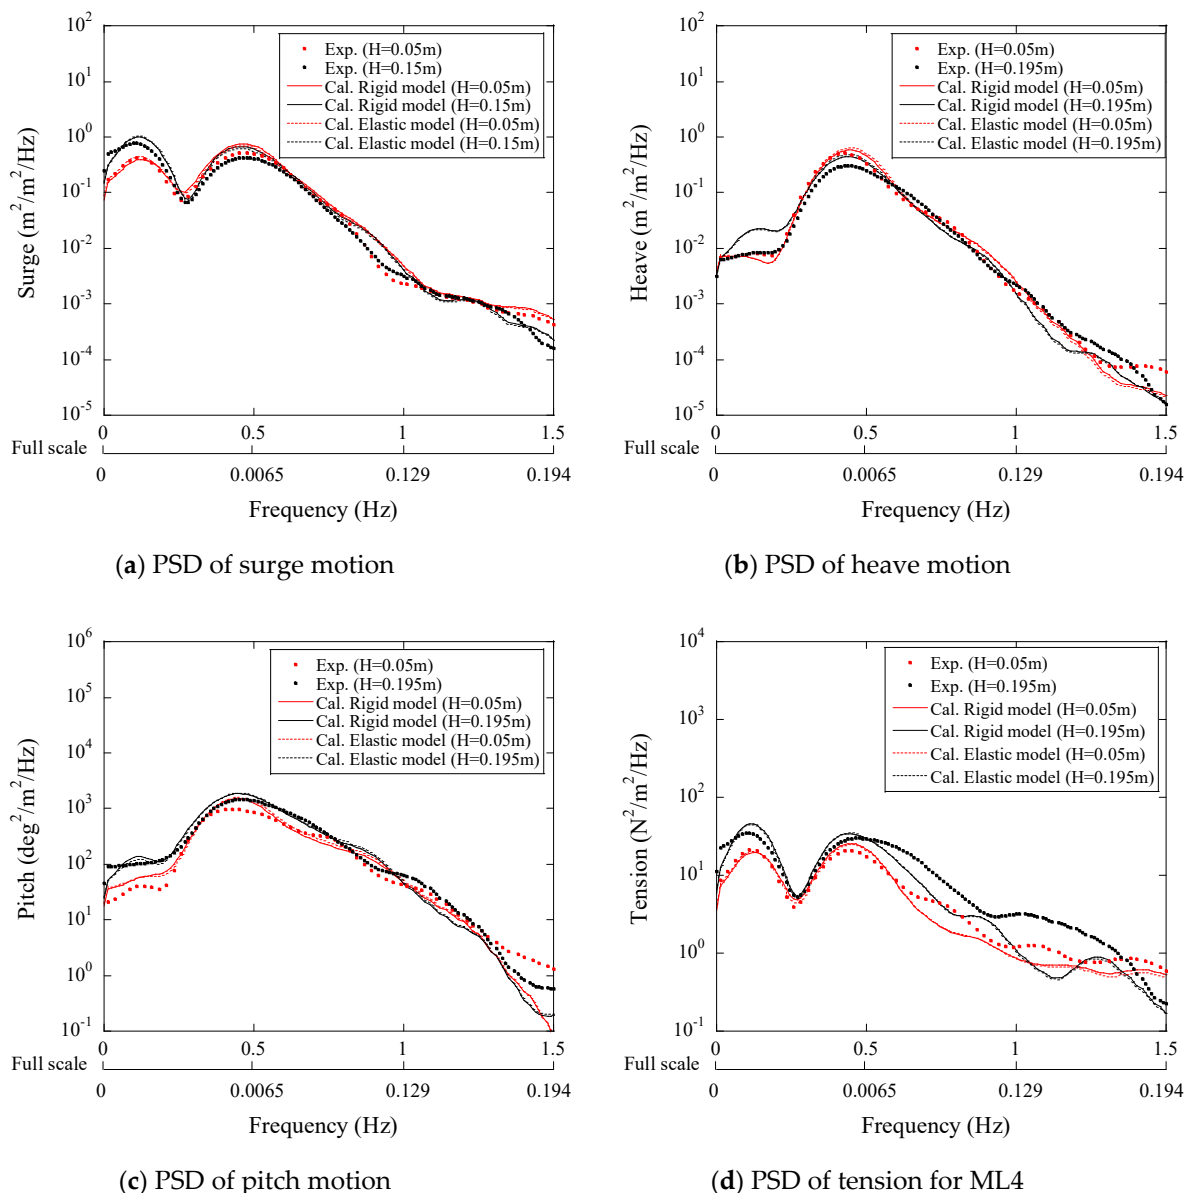 10^2
10^1
10^0
10^-1
10^-2
10^-3
10^-4
10^-5
Surge (m^2/m^2/Hz)
Exp. (H=0.05m)
Exp. (H=0.15m)
Cal. Rigid model (H=0.05m)
Cal. Rigid model (H=0.15m)
Cal. Elastic model (H=0.05m)
Cal. Elastic model (H=0.15m)
0 0.5 1 1.5
Full scale
0 0.0065 0.129 0.194
Frequency (Hz)
(a) PSD of surge motion
10^2
10^1
10^0
10^-1
10^-2
10^-3
10^-4
10^-5
Heave (m^2/m^2/Hz)
Exp. (H=0.05m)
Exp. (H=0.195m)
Cal. Rigid model (H=0.05m)
Cal. Rigid model (H=0.195m)
Cal. Elastic model (H=0.05m)
Cal. Elastic model (H=0.195m)
0 0.5 1 1.5
Full scale
0 0.0065 0.129 0.194
Frequency (Hz)
(b) PSD of heave motion
10^6
10^5
10^4
10^3
10^2
10^1
10^0
10^-1
Pitch (deg^2/m^2/Hz)
Exp. (H=0.05m)
Exp. (H=0.195m)
Cal. Rigid model (H=0.05m)
Cal. Rigid model (H=0.195m)
Cal. Elastic model (H=0.05m)
Cal. Elastic model (H=0.195m)
0 0.5 1 1.5
Full scale
0 0.0065 0.129 0.194
Frequency (Hz)
(c) PSD of pitch motion
10^4
10^3
10^2
10^1
10^0
10^-1
Tension (N^2/m^2/Hz)
Exp. (H=0.05m)
Exp. (H=0.195m)
Cal. Rigid model (H=0.05m)
Cal. Rigid model (H=0.195m)
Cal. Elastic model (H=0.05m)
Cal. Elastic model (H=0.195m)
0 0.5 1 1.5
Full scale
0 0.0065 0.129 0.194
Frequency (Hz)
(d) PSD of tension for ML4